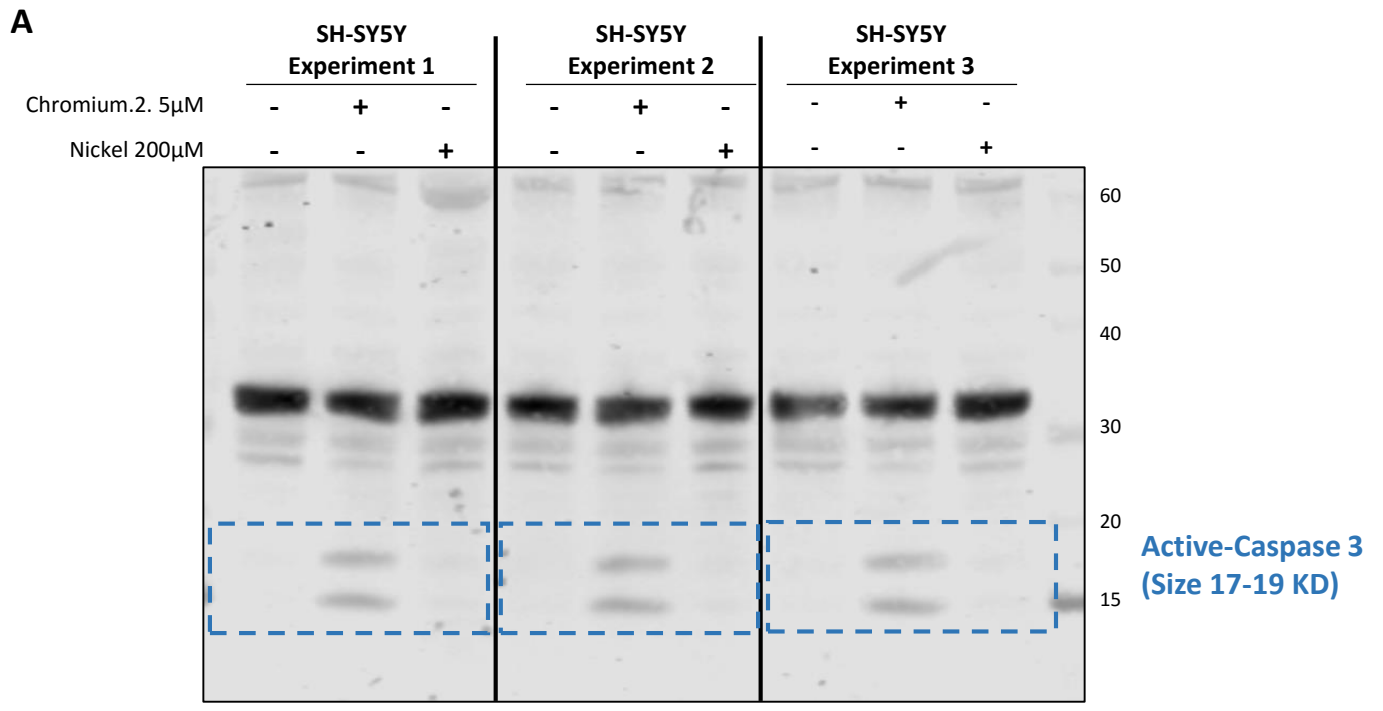 A
SH-SY5Y SH-SY5Y SH-SY5Y
Experiment 1 Experiment 2 Experiment 3
Chromium.2. 5µM - + - - + - - + -
Nickel 200µM - - + - - + - - +
60
50
40
30
20
Active-Caspase 3
(Size 17-19 KD)
15